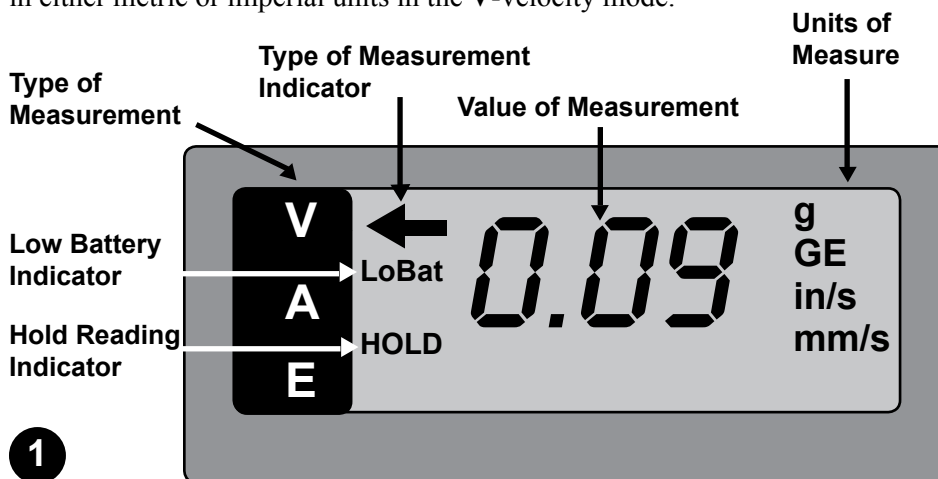 in either metric or imperial units in the V-velocity mode.
Units of
Measure
Type of Measurement
Indicator
Type of
Measurement
Value of Measurement
V
0.09
g
GE
in/s
mm/s
Low Battery
Indicator
LoBat
A
Hold Reading
Indicator
HOLD
E
1